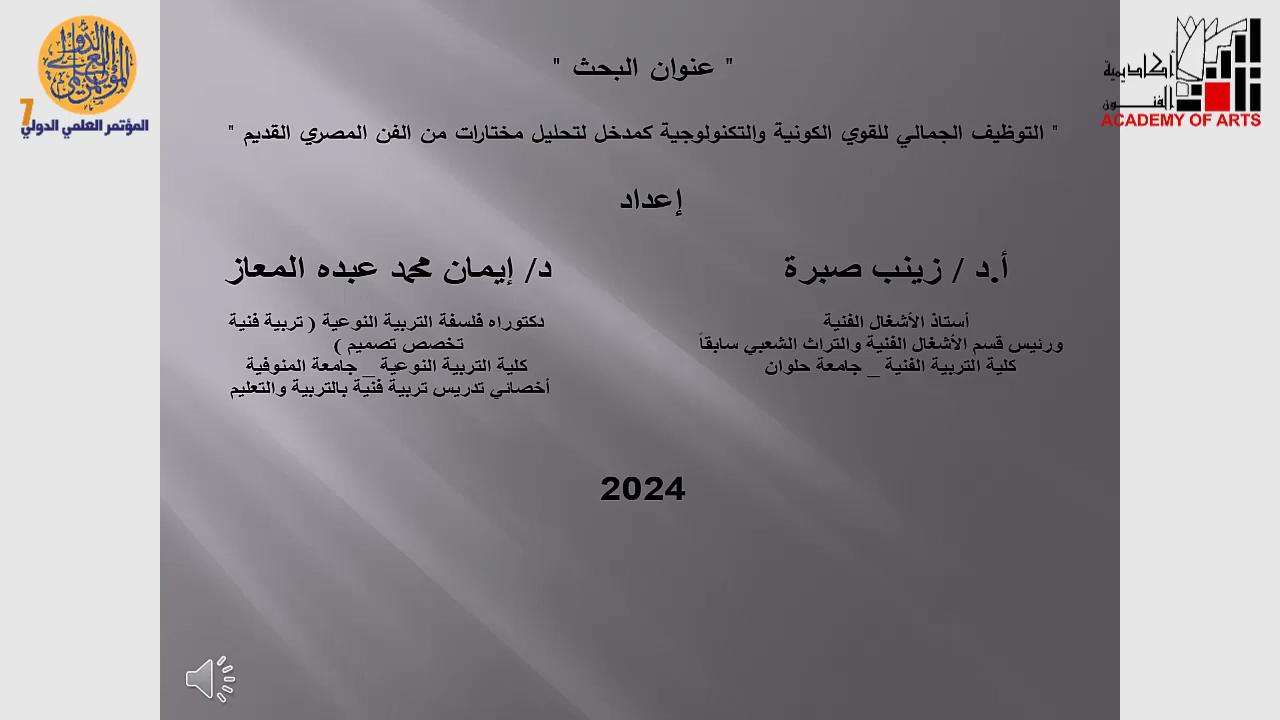 المؤتمر العلمي الدولي
7
أكاديمية
الفنون
ACADEMY OF ARTS
" عنوان البحث "
" التوظيف الجمالي للقوي الكونية والتكنولوجية كمدخل لتحليل مختارات من الفن المصري القديم "
إعداد
أ.د / زينب صبرة
أستاذ الأشغال الفنية
ورئيس قسم الأشغال الفنية والتراث الشعبي سابقاً
كلية التربية الفنية _ جامعة حلوان
د/ إيمان محمد عبده المعاز
دكتوراه فلسفة التربية النوعية ( تربية فنية
تخصص تصميم )
كلية التربية النوعية _ جامعة المنوفية
أخصائي تدريس تربية فنية بالتربية والتعليم
2024